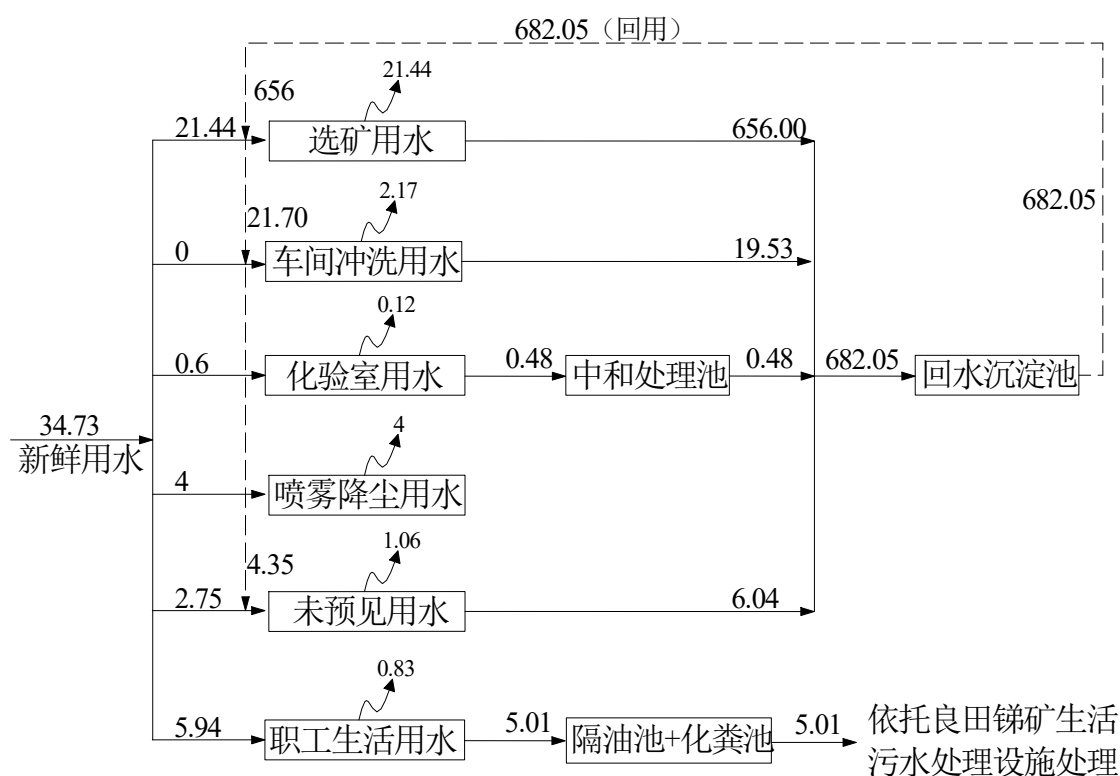 682.05（回用）
21.44
656
21.44
选矿用水
656.00
2.17
682.05
21.70
0
车间冲洗用水
19.53
0.12
0.6
化验室用水
0.48
中和处理池
0.48
682.05
回水沉淀池
34.73
新鲜用水
4
4
喷雾降尘用水
1.06
4.35
2.75
未预见用水
6.04
0.83
5.94
职工生活用水
5.01
隔油池+化粪池
5.01
依托良田锑矿生活
污水处理设施处理